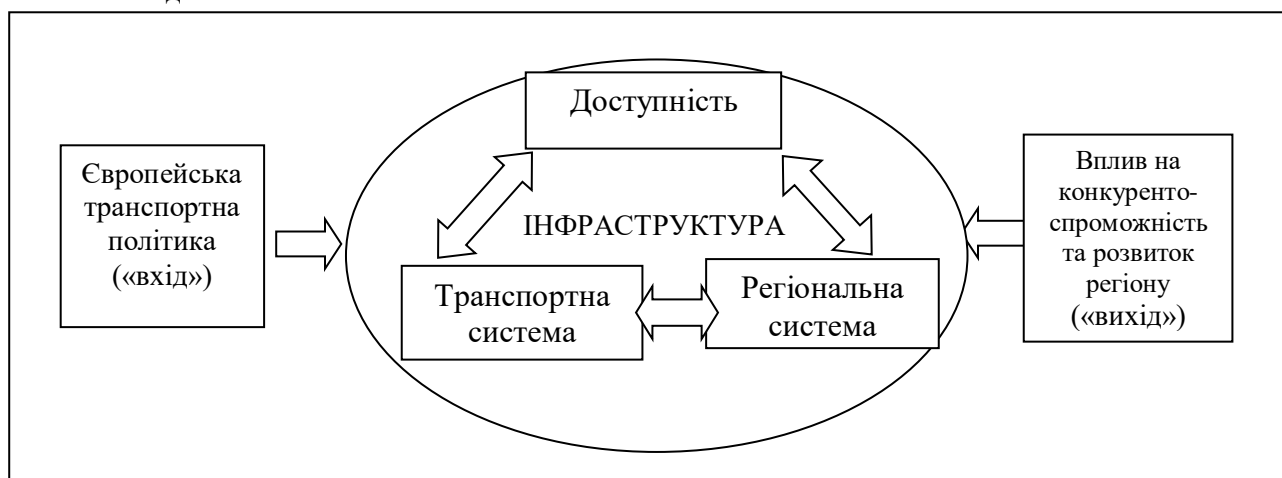 Доступність
Європейська
транспортна
політика
(«вхід»)
ІНФРАСТРУКТУРА
Транспортна
система
Регіональна
система
Вплив на
конкуренто-
спроможність
та розвиток
регіону
(«вихід»)